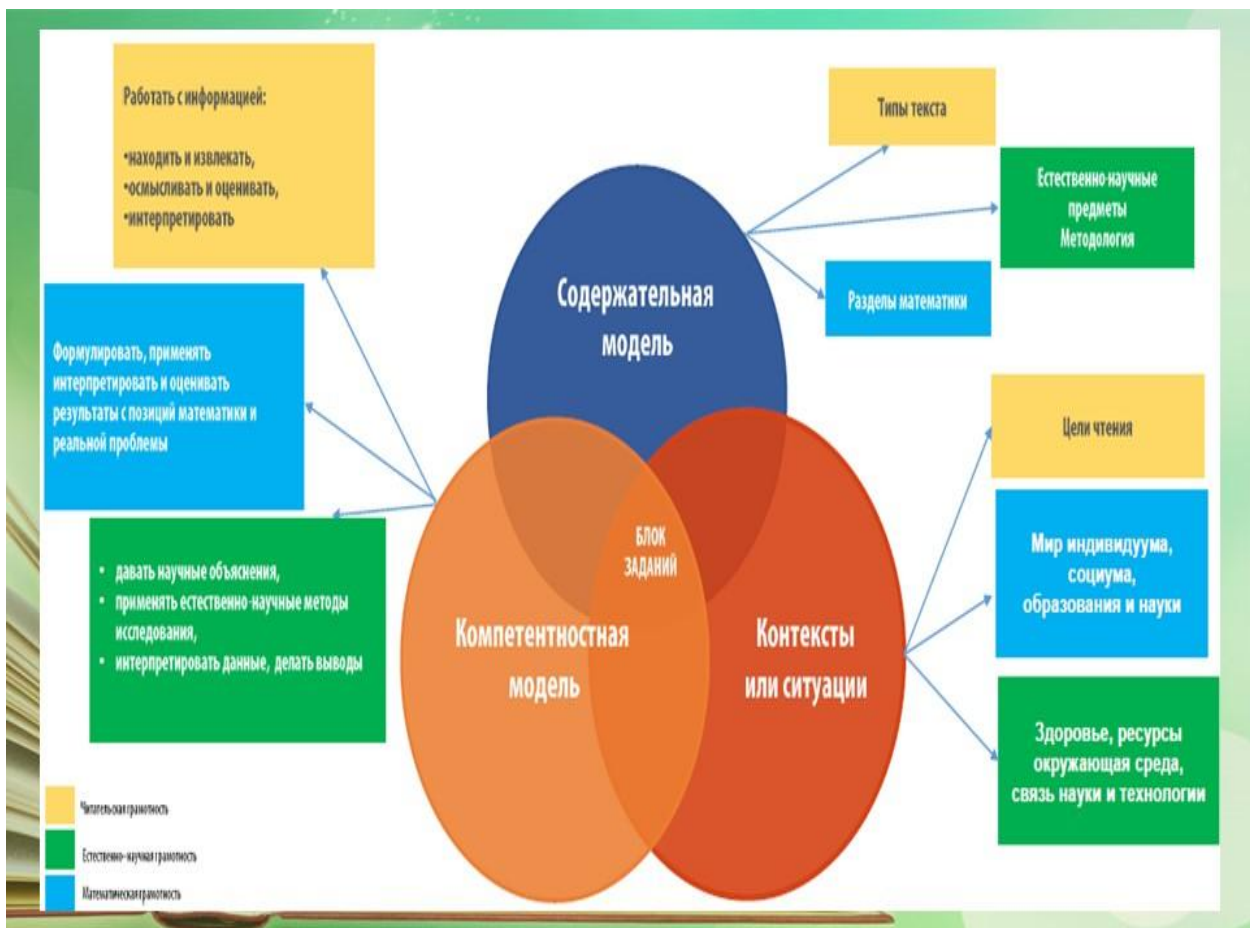 Работать с информацией:
•находить и извлекать,
•осмысливать и оценивать,
•интерпретировать
Формулировать, применять
интерпретировать и оценивать
результаты с позиций математики и
реальной проблемы
• давать научные объяснения,
• применять естественно-научные методы
исследования,
• интерпретировать данные, делать выводы
Содержательная
модель
Компетентностная
модель
БЛОК
ЗАДАНИЙ
Контексты
или ситуации
Типы текста
Естественно-научные
предметы
Методология
Разделы математики
Цели чтения
Мир индивидуума,
социума,
образования и науки
Здоровье, ресурсы
окружающая среда,
связь науки и технологии
Читательская грамотность
Естественно–научная грамотность
Математическая грамотность